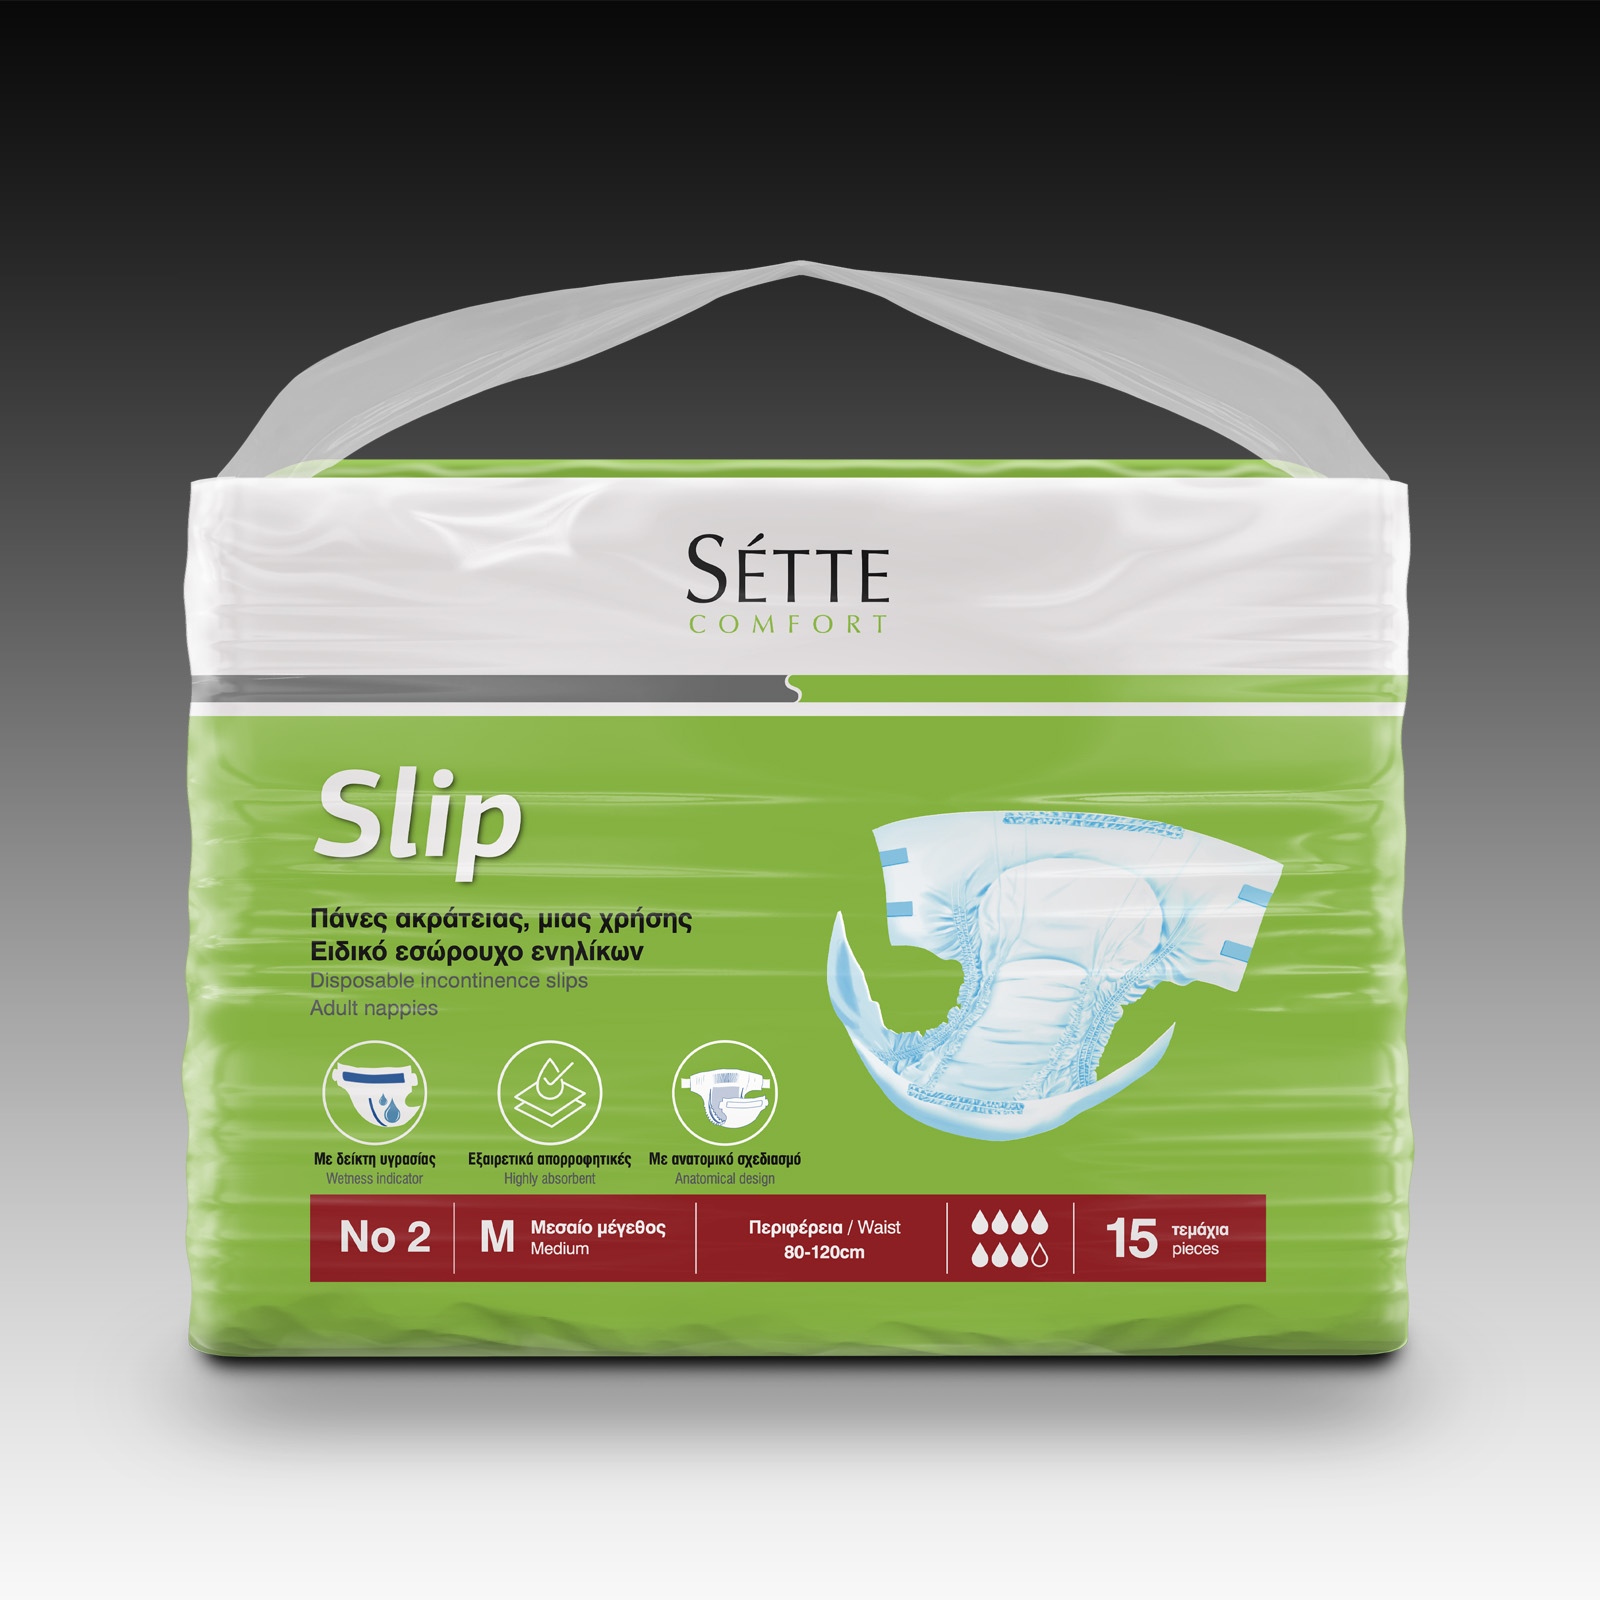 SÉTTE
COMFORT
Slip
Πάνες ακράτειας, μιας χρήσης
Ειδικό εσώρουχο ενηλίκων
Disposable incontinence slips
Adult nappies
Με δείκτη υγρασίας
Wetness indicator
Εξαιρετικά απορροφητικές
Highly absorbent
Με ανατομικό σχεδιασμό
Anatomical design
No 2
M
Μεσαίο μέγεθος
Medium
Περιφέρεια / Waist
80-120cm
15
τεμάχια
pieces